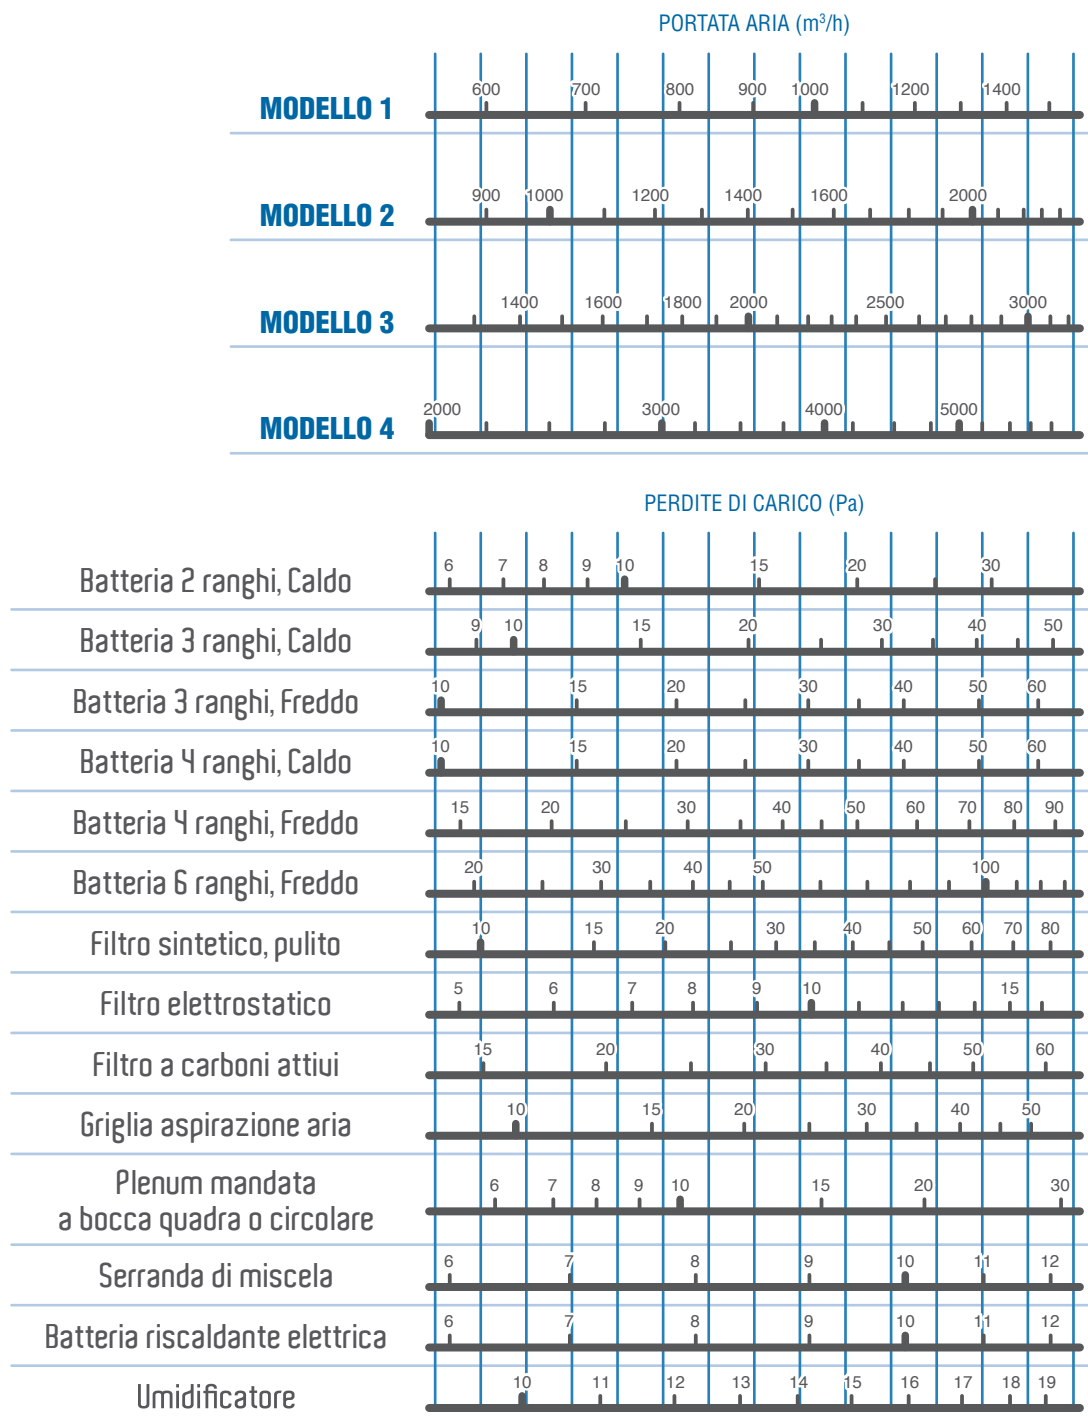 PORTATA ARIA (m³/h)
600 700 800 900 1000 1200 1400
MODELLO 1
900 1000 1200 1400 1600 2000
MODELLO 2
1400 1600 1800 2000 2500 3000
MODELLO 3
2000 3000 4000 5000
MODELLO 4
PERDITE DI CARICO (Pa)
6 7 8 9 10 15 20 30
Batteria 2 ranghi, Caldo
9 10 15 20 30 40 50
Batteria 3 ranghi, Caldo
10 15 20 30 40 50 60
Batteria 3 ranghi, Freddo
10 15 20 30 40 50 60
Batteria 4 ranghi, Caldo
15 20 30 40 50 60 70 80 90
Batteria 4 ranghi, Freddo
20 30 40 50 100
Batteria 6 ranghi, Freddo
10 15 20 30 40 50 60 70 80
Filtro sintetico, pulito
5 6 7 8 9 10 15
Filtro elettrostatico
15 20 30 40 50 60
Filtro a carboni attivi
10 15 20 30 40 50
Griglia aspirazione aria
Plenum mandata
6 7 8 9 10 15 20 30
a bocca quadra o circolare
6 7 8 9 10 11 12
Serranda di miscela
6 7 8 9 10 11 12
Batteria riscaldante elettrica
10 11 12 13 14 15 16 17 18 19
Umidificatore